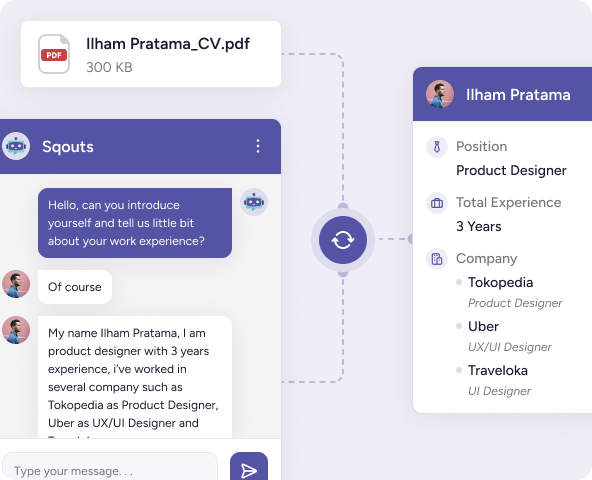 Ilham Pratama_CV.pdf
PDF
300 KB
Sqouts
Hello, can you introduce
yourself and tell us little bit
about your work experience?
Of course
My name Ilham Pratama, I am
product designer with 3 years
experience, i've worked in
several company such as
Tokopedia as Product Designer,
Uber as UX/UI Designer and
Type your message. . .
Ilham Pratama
Position
Product Designer
Total Experience
3 Years
Company
Tokopedia
Product Designer
Uber
UX/UI Designer
Traveloka
UI Designer